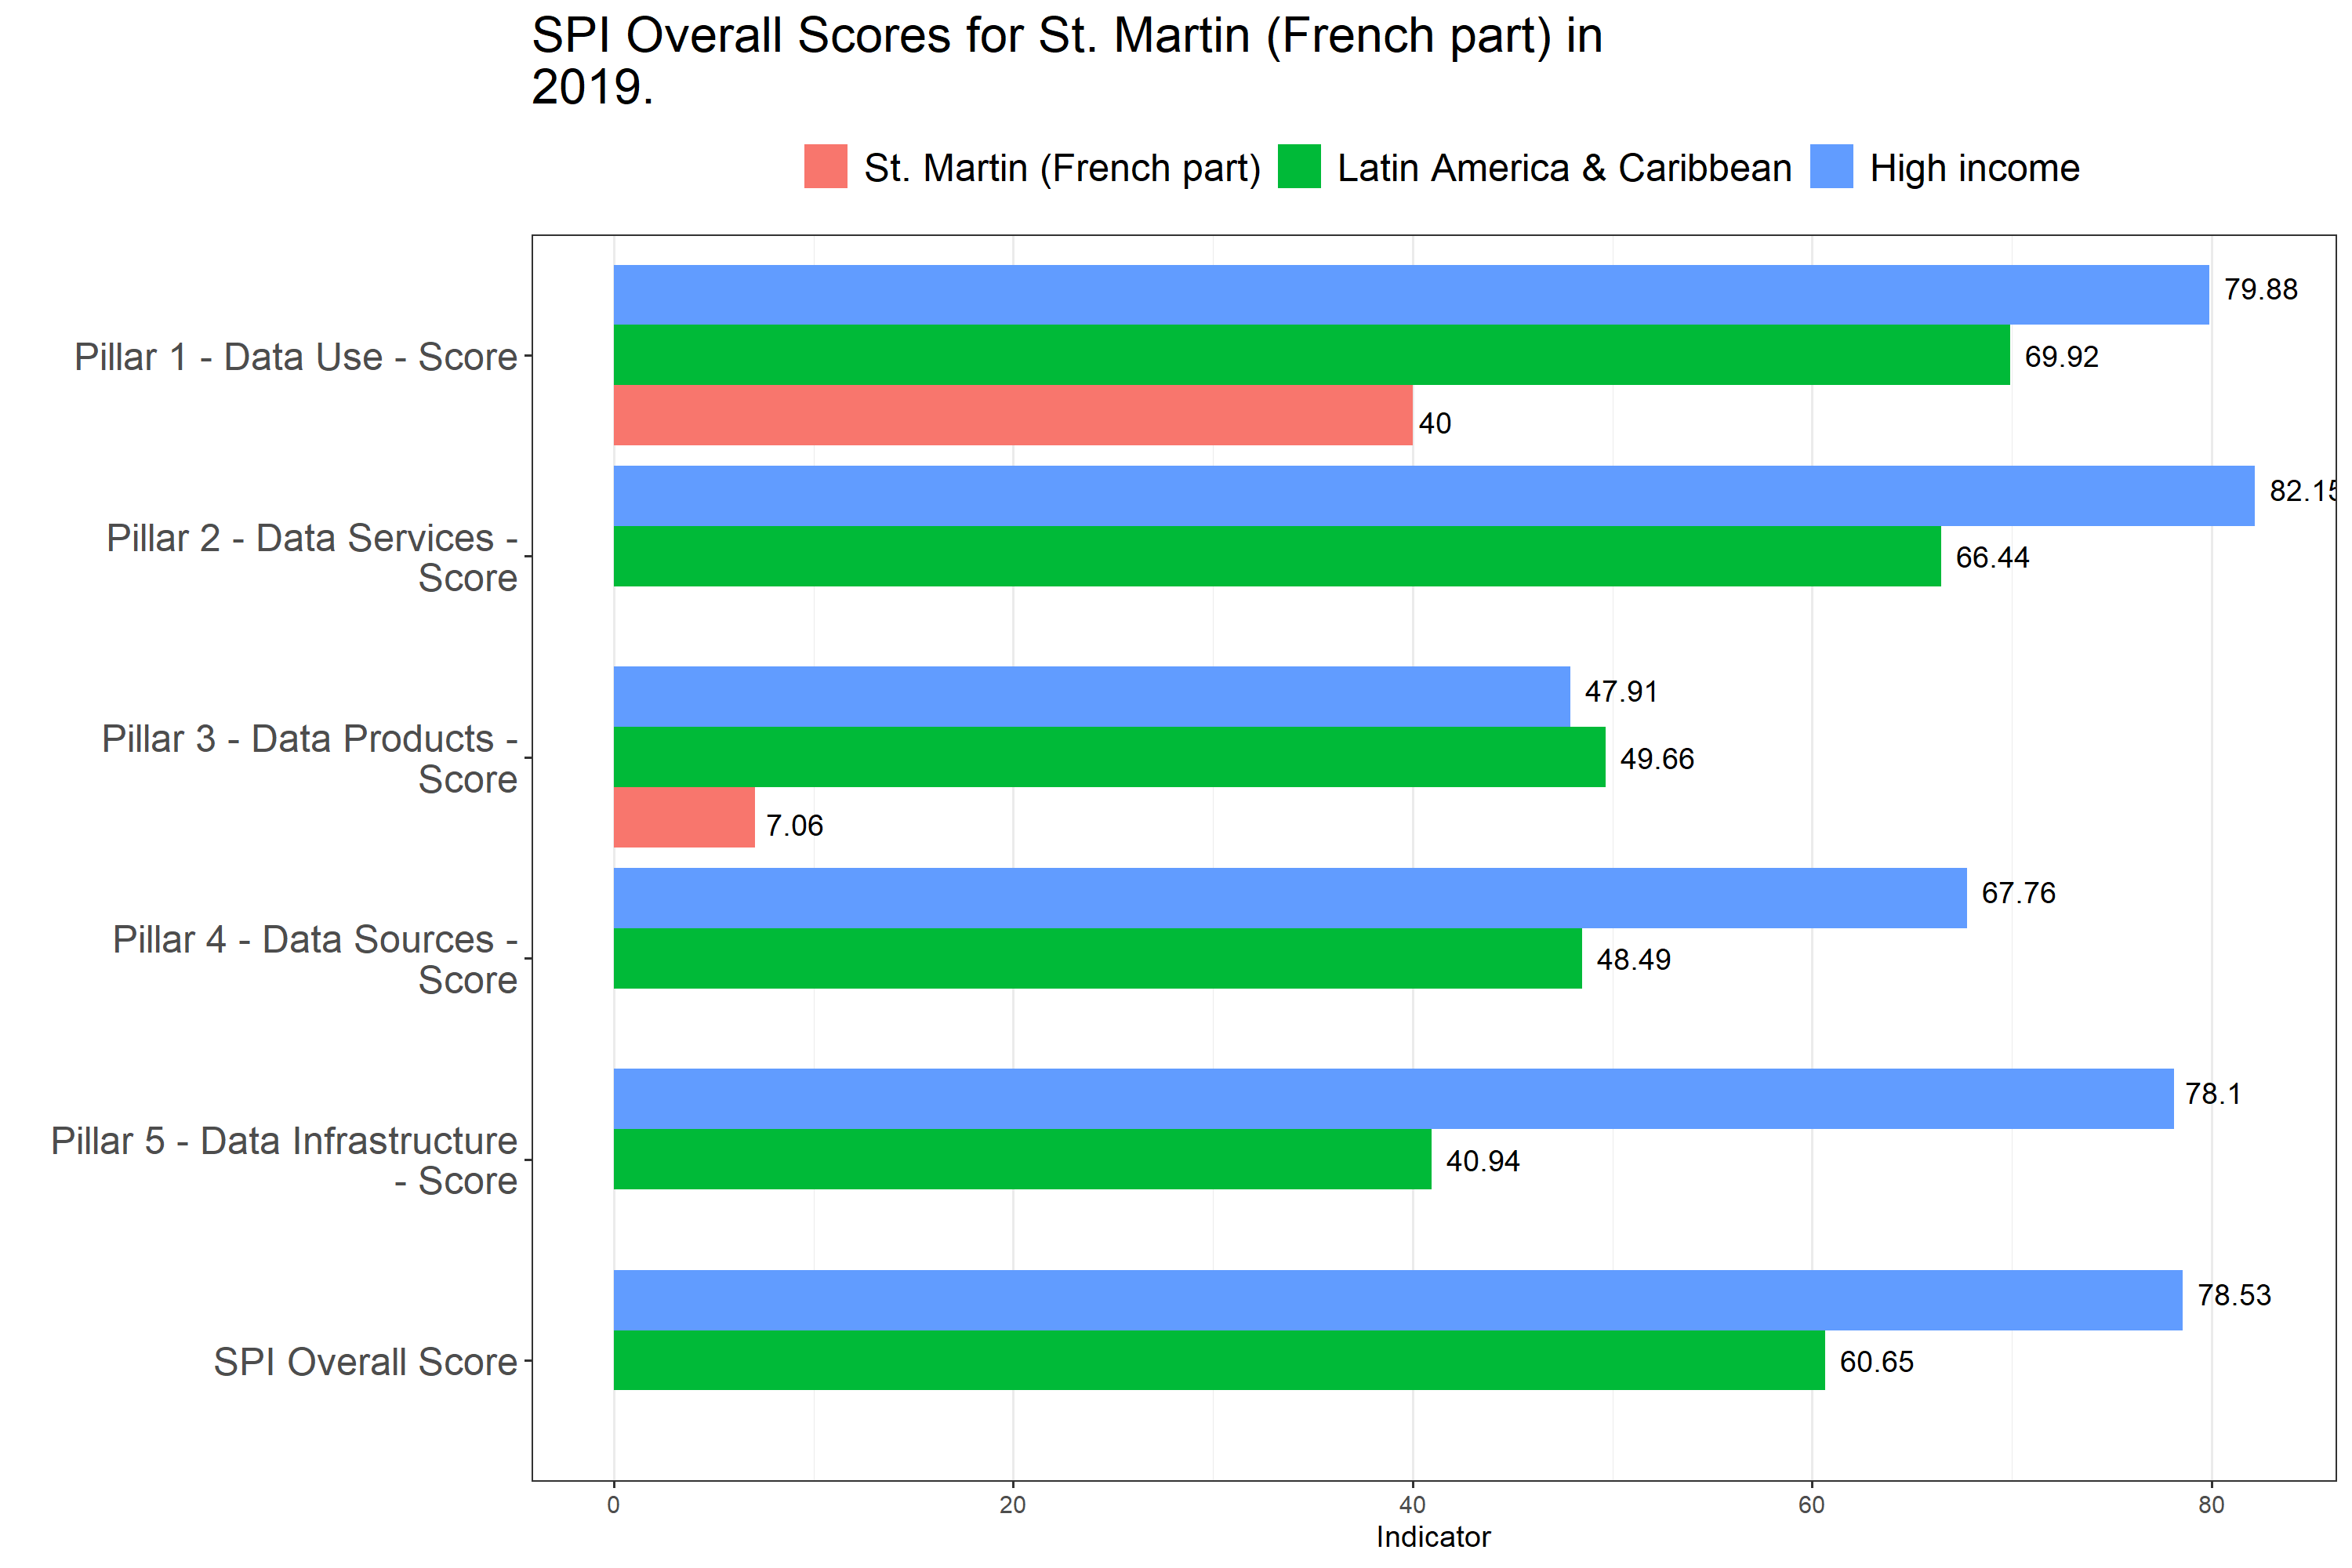 SPI Overall Scores for St. Martin (French part) in
2019.
St. Martin (French part)
Latin America & Caribbean
High income
Pillar 1 - Data Use - Score
79.88
69.92
40
Pillar 2 - Data Services -
Score
82.15
66.44
Pillar 3 - Data Products -
Score
47.91
49.66
7.06
Pillar 4 - Data Sources -
Score
67.76
48.49
Pillar 5 - Data Infrastructure
- Score
78.1
40.94
SPI Overall Score
78.53
60.65
0
20
40
60
80
Indicator